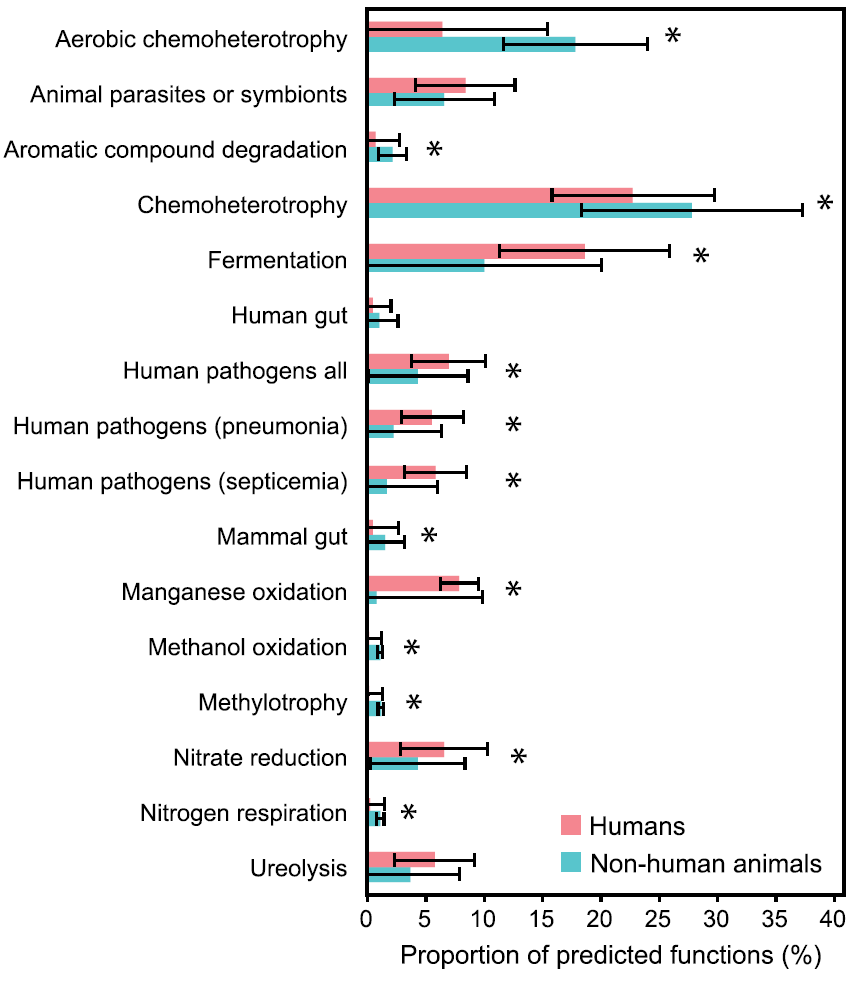 Aerobic chemoheterotrophy *
Animal parasites or symbionts
Aromatic compound degradation *
Chemoheterotrophy *
Fermentation *
Human gut
Human pathogens all *
Human pathogens (pneumonia) *
Human pathogens (septicemia) *
Mammal gut *
Manganese oxidation *
Methanol oxidation *
Methylotrophy *
Nitrate reduction *
Nitrogen respiration *
Ureolysis
Humans
Non-human animals
0 5 10 15 20 25 30 35 40
Proportion of predicted functions (%)